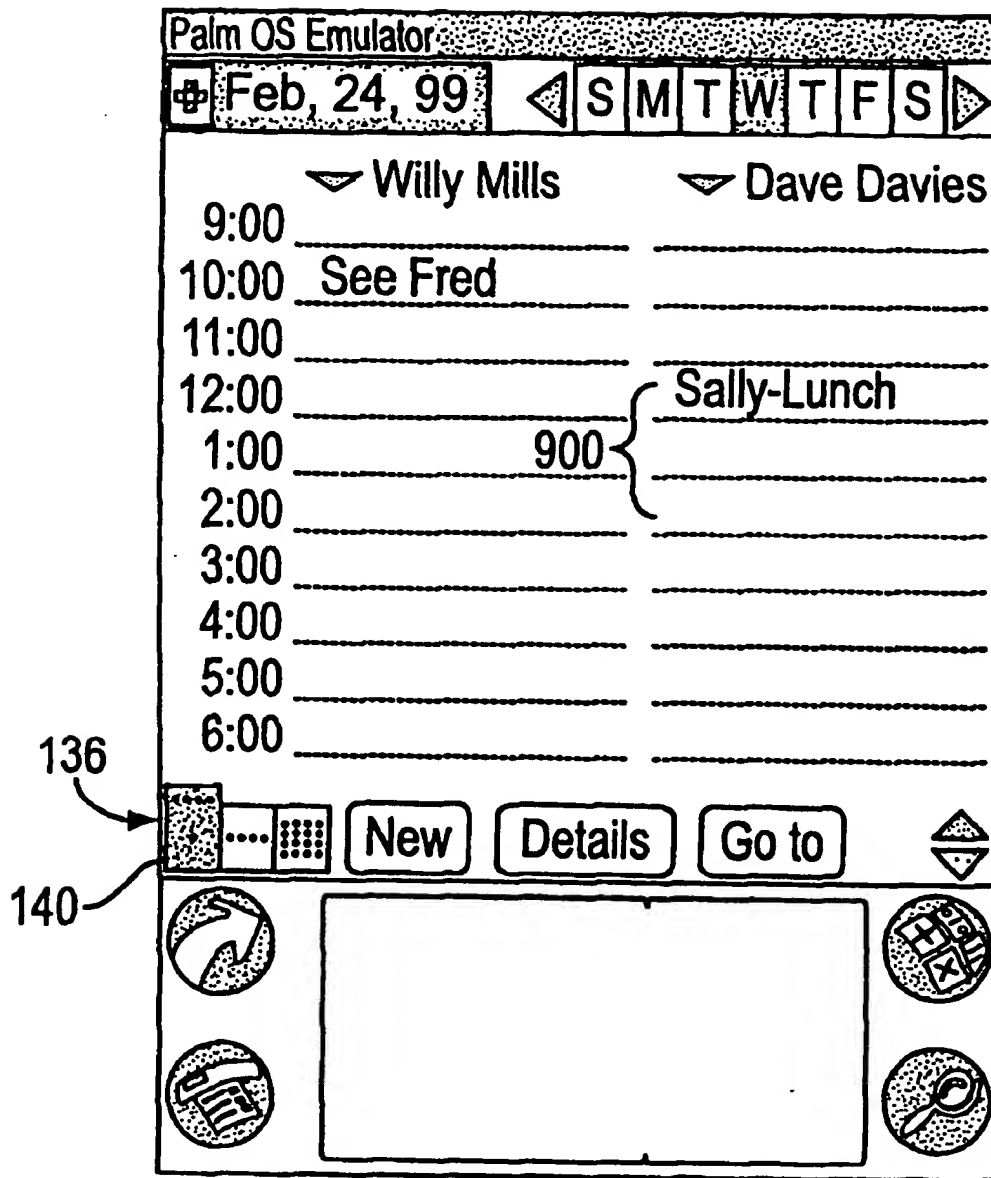 Palm OS Emulator
Feb, 24, 99 S M T W T F S
Willy Mills Dave Davies
9:00
10:00 See Fred
11:00
12:00 Sally-Lunch
1:00 900
2:00
3:00
4:00
5:00
6:00
136
New Details Go to
140